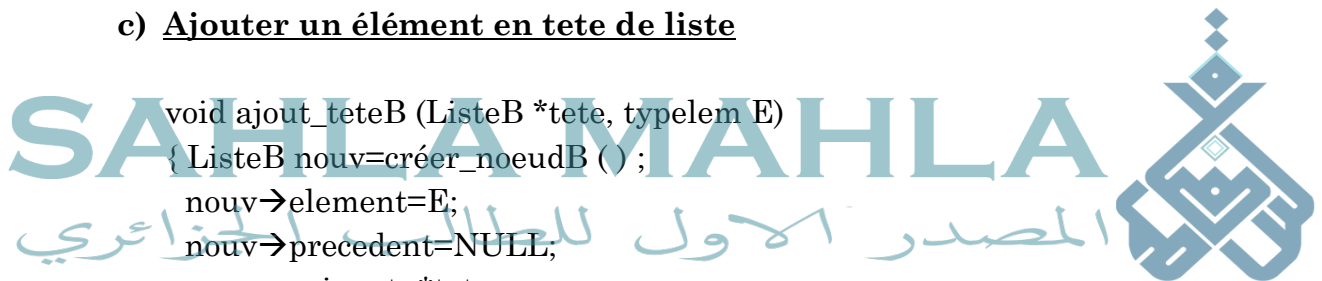 c) Ajouter un élément en tete de liste
void ajout_teteB (ListeB *tete, typelem E)
SAHLA MAHLA
{ ListeB nouv=créer_noeudB ( ) ;
nouv→element=E;
المصدر الاول للطالب الجزائري
nouv→precedent=NULL;